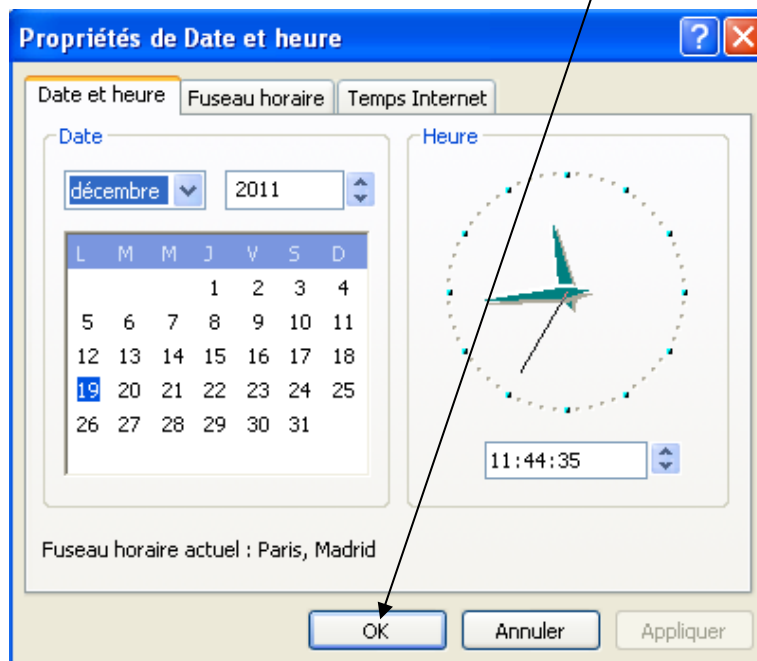 Propriétés de Date et heure
Date et heure Fuseau horaire Temps Internet
Date
Heure
décembre 2011
L M M J V S D
1 2 3 4
5 6 7 8 9 10 11
12 13 14 15 16 17 18
19 20 21 22 23 24 25
26 27 28 29 30 31
11:44:35
Fuseau horaire actuel : Paris, Madrid
OK Annuler Appliquer